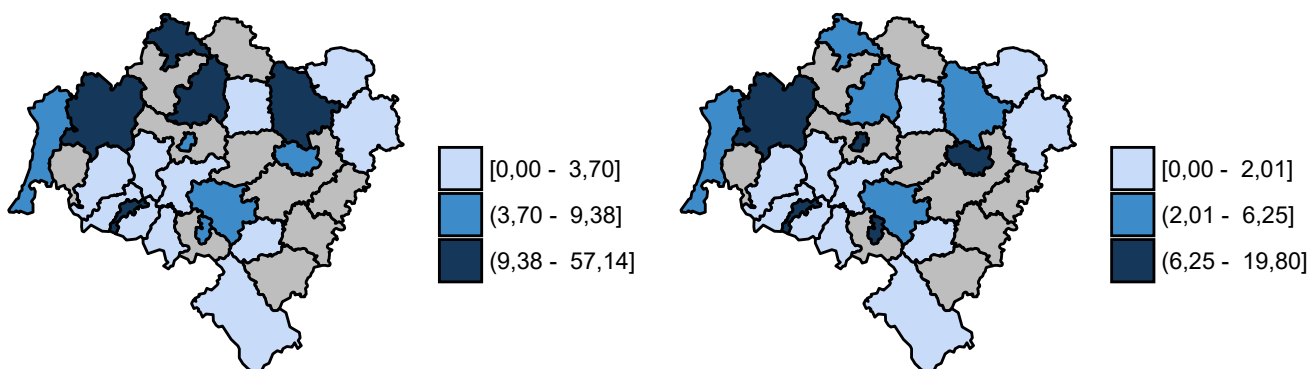 [0,00 -  3,70]
(3,70 -  9,38]
(9,38 -  57,14]
[0,00 -  2,01]
(2,01 -  6,25]
(6,25 -  19,80]